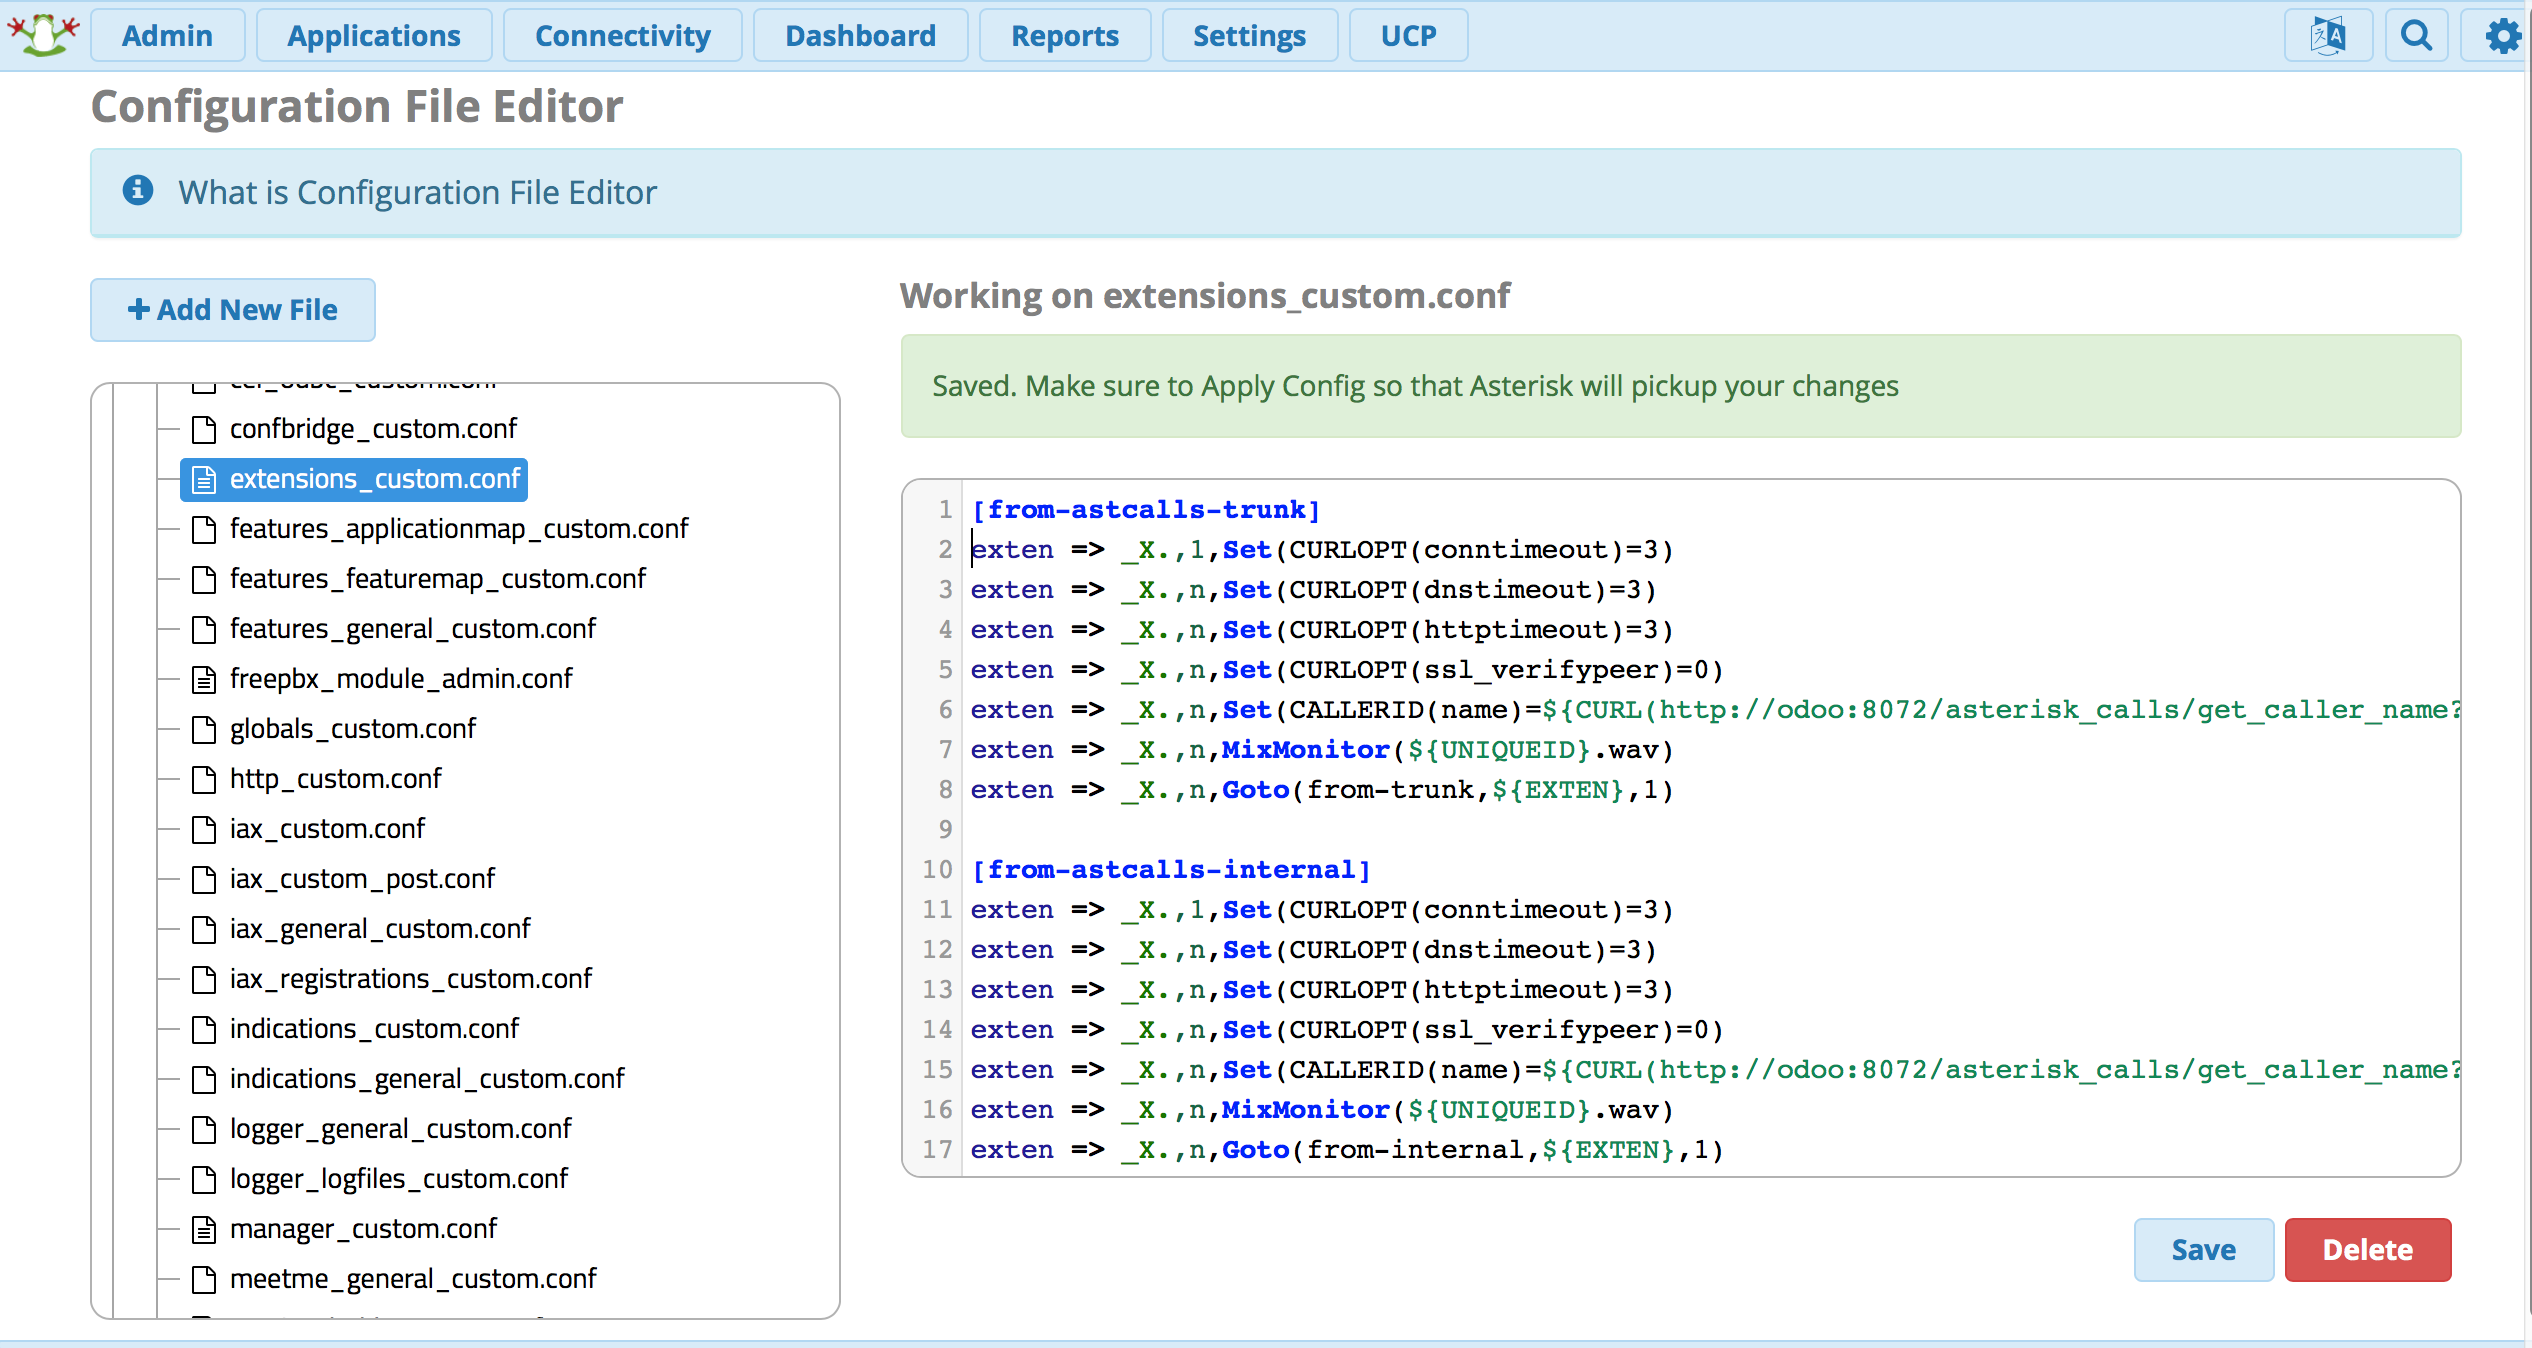 Admin
Applications
Connectivity
Dashboard
Reports
Settings
UCP
Configuration File Editor
What is Configuration File Editor
Add New File
confbridge_custom.conf
extensions_custom.conf
features_applicationmap_custom.conf
features_featuremap_custom.conf
features_general_custom.conf
freepbx_module_admin.conf
globals_custom.conf
http_custom.conf
iax_custom.conf
iax_custom_post.conf
iax_general_custom.conf
iax_registrations_custom.conf
indications_custom.conf
indications_general_custom.conf
logger_general_custom.conf
logger_logfiles_custom.conf
manager_custom.conf
meetme_general_custom.conf
Working on extensions_custom.conf
Saved. Make sure to Apply Config so that Asterisk will pickup your changes
1 [from-astcalls-trunk]
2 exten => _X.,1,Set(CURLOPT(conntimeout)=3)
3 exten => _X.,n,Set(CURLOPT(dnstimeout)=3)
4 exten => _X.,n,Set(CURLOPT(httptimeout)=3)
5 exten => _X.,n,Set(CURLOPT(ssl_verifypeer)=0)
6 exten => _X.,n,Set(CALLERID(name)=${CURL(http://odoo:8072/asterisk_calls/get_caller_name?
7 exten => _X.,n,MixMonitor(${UNIQUEID}.wav)
8 exten => _X.,n,Goto(from-trunk,${EXTEN},1)
9
10 [from-astcalls-internal]
11 exten => _X.,1,Set(CURLOPT(conntimeout)=3)
12 exten => _X.,n,Set(CURLOPT(dnstimeout)=3)
13 exten => _X.,n,Set(CURLOPT(httptimeout)=3)
14 exten => _X.,n,Set(CURLOPT(ssl_verifypeer)=0)
15 exten => _X.,n,Set(CALLERID(name)=${CURL(http://odoo:8072/asterisk_calls/get_caller_name?
16 exten => _X.,n,MixMonitor(${UNIQUEID}.wav)
17 exten => _X.,n,Goto(from-internal,${EXTEN},1)
Save
Delete